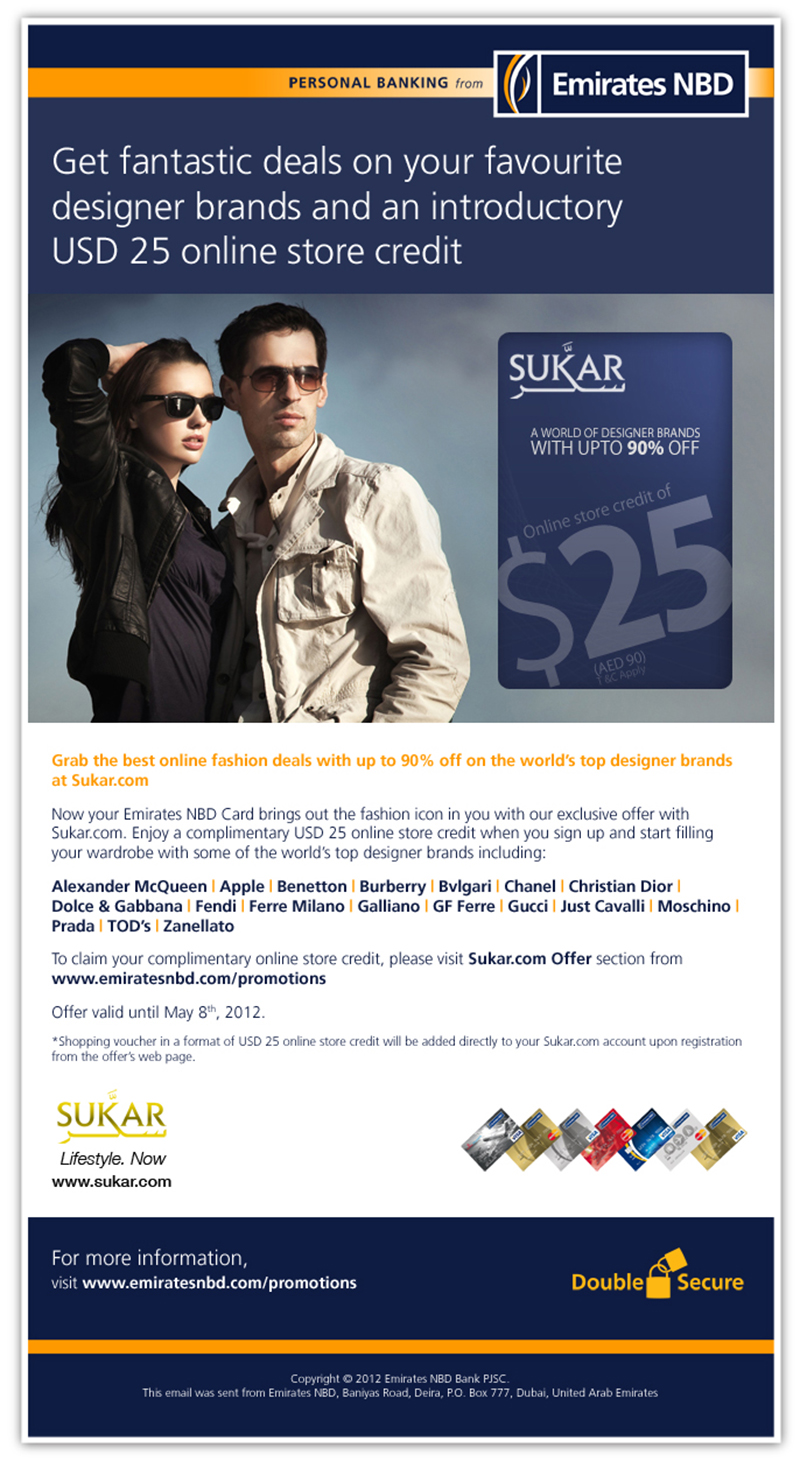 PERSONAL BANKING from
Emirates NBD
Get fantastic deals on your favourite
designer brands and an introductory
USD 25 online store credit
SUKAR
A WORLD OF DESIGNER BRANDS
WITH UPTO 90% OFF
Online store credit of
$25
(AED 90)
T &C Apply
Grab the best online fashion deals with up to 90% off on the world's top designer brands
at Sukar.com
Now your Emirates NBD Card brings out the fashion icon in you with our exclusive offer with
Sukar.com. Enjoy a complimentary USD 25 online store credit when you sign up and start filling
your wardrobe with some of the world's top designer brands including:
Alexander McQueen | Apple | Benetton | Burberry | Bvlgari | Chanel | Christian Dior |
Dolce & Gabbana | Fendi | Ferre Milano | Galliano | GF Ferre | Gucci | Just Cavalli | Moschino |
Prada | TOD's | Zanellato
To claim your complimentary online store credit, please visit Sukar.com Offer section from
www.emiratesnbd.com/promotions
Offer valid until May 8th, 2012.
*Shopping voucher in a format of USD 25 online store credit will be added directly to your Sukar.com account upon registration
from the offer's web page.
SUKAR
Lifestyle. Now
www.sukar.com
VISA
VISA
VISA
VISA
For more information,
visit www.emiratesnbd.com/promotions
Double Secure
Copyright © 2012 Emirates NBD Bank PJSC.
This email was sent from Emirates NBD, Baniyas Road, Deira, P.O. Box 777, Dubai, United Arab Emirates